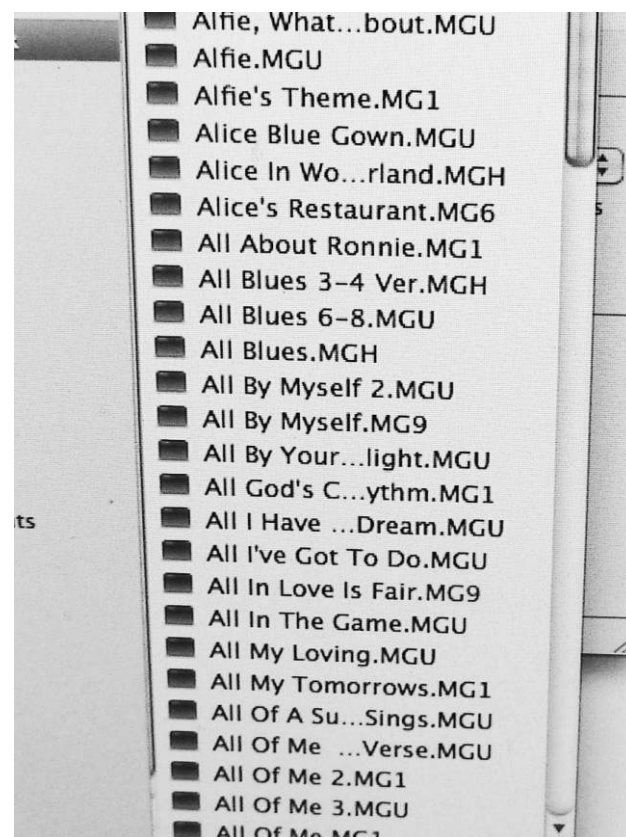 Alfie, What...bout.MGU
Alfie.MGU
Alfie's Theme.MG1
Alice Blue Gown.MGU
Alice In Wo...rland.MGH
Alice's Restaurant.MG6
All About Ronnie.MG1
All Blues 3-4 Ver.MGH
All Blues 6-8.MGU
All Blues.MGH
All By Myself 2.MGU
All By Myself.MG9
All By Your...light.MGU
All God's C...ythm.MG1
All I Have ...Dream.MGU
All I've Got To Do.MGU
All In Love Is Fair.MG9
All In The Game.MGU
All My Loving.MGU
All My Tomorrows.MG1
All Of A Su...Sings.MGU
All Of Me ...Verse.MGU
All Of Me 2.MG1
All Of Me 3.MGU
All Of Me.MG1
ts
s